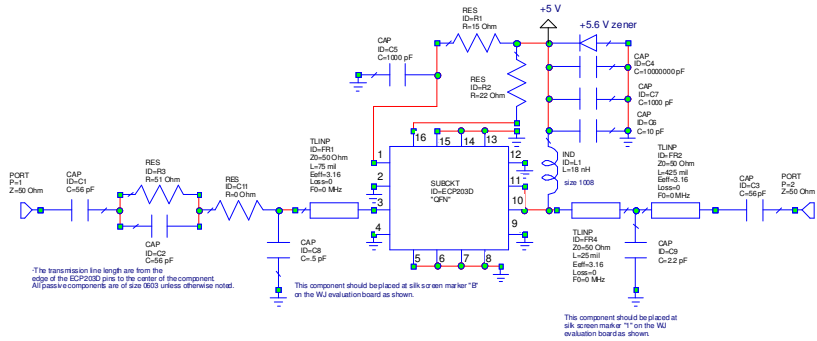 +5 V
RES
ID=R1
R=15 Ohm
+5.6 V zener
CAP
ID=C5
C=1000 pF
CAP
ID=C4
C=10000000 pF
RES
ID=R2
R=22 Ohm
CAP
ID=C7
C=1000 pF
CAP
ID=C6
C=10 pF
16
15
14
13
TLINP
ID=FR1
Z0=50 Ohm
L=75 mil
Eeff=3.16
Loss=0
F0=0 MHz
1
2
3
4
12
11
10
9
SUBCKT
ID=ECP203D
"QFN"
5
6
7
8
IND
ID=L1
L=18 nH
size 1008
TLINP
ID=FR2
Z0=50 Ohm
L=425 mil
Eeff=3.16
Loss=0
F0=0 MHz
PORT
P=1
Z=50 Ohm
CAP
ID=C1
C=56 pF
RES
ID=R3
R=51 Ohm
RES
ID=C11
R=0 Ohm
CAP
ID=C3
C=56pF
PORT
P=2
Z=50 Ohm
CAP
ID=C2
C=56 pF
CAP
ID=C8
C=.5 pF
TLINP
ID=FR4
Z0=50 Ohm
L=25 mil
Eeff=3.16
Loss=0
F0=0 MHz
CAP
ID=C9
C=2.2 pF
-The transmission line length are from the
edge of the ECP203D pins to the center of the component.
All passive components are of size 0603 unless otherwise noted.
This component should be placed at silk screen marker "B"
on the WJ evaluation board as shown.
This component should be placed at
silk screen marker "1" on the WJ
evaluation board as shown.